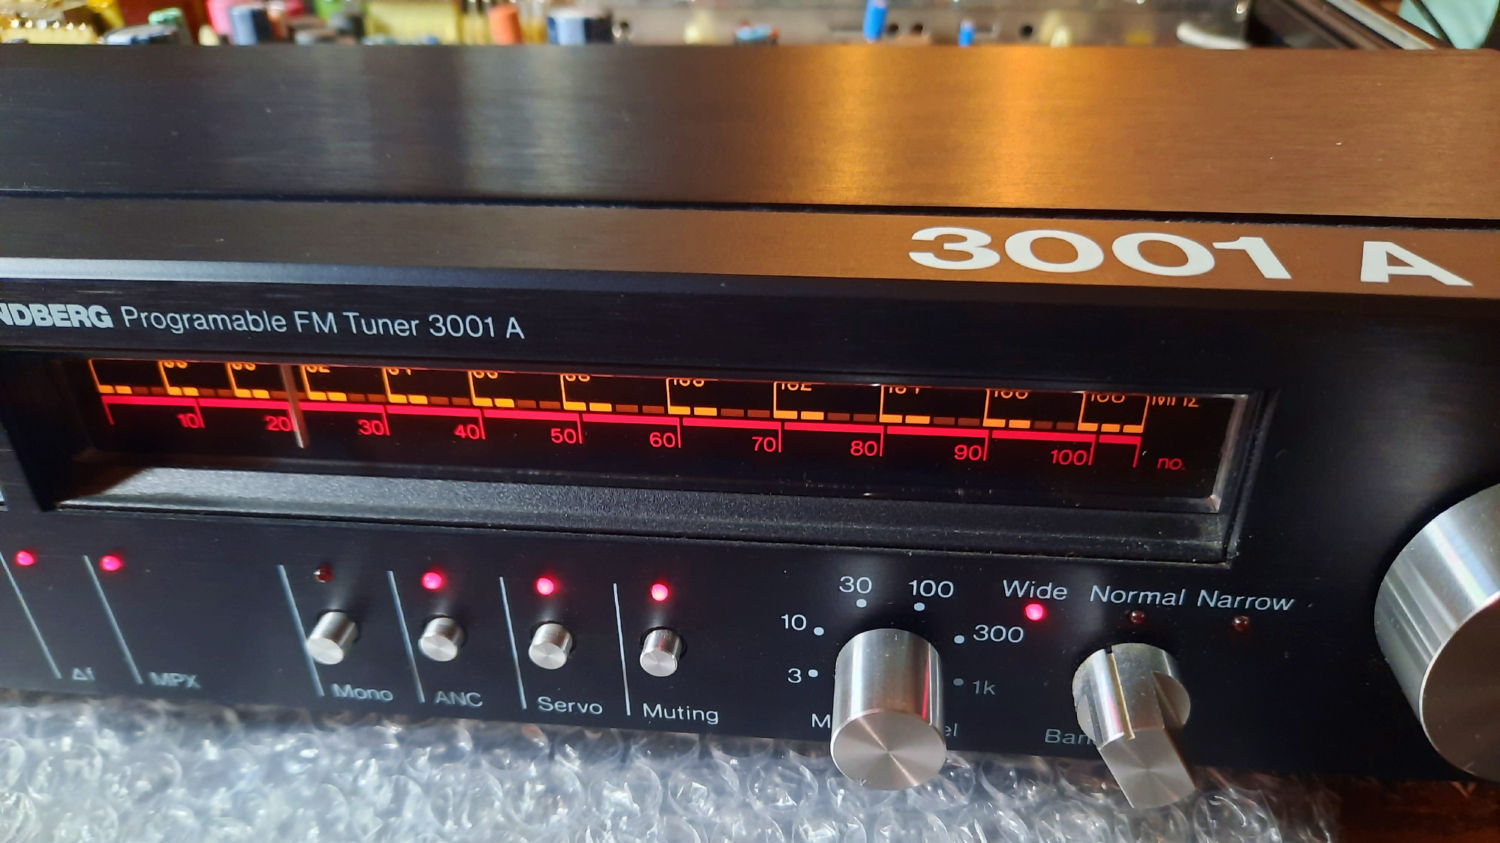 3001 A
NDBERG Programable FM Tuner 3001 A
10 20 30 40 50 60 70 80 90 100 no.
30 100
Wide Normal Narrow
10 300
3 1k
Δf MPX Mono ANC Servo Muting